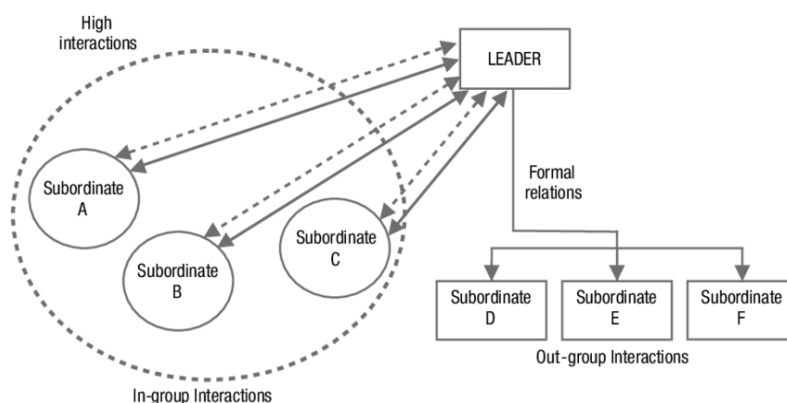 High
interactions
LEADER
Subordinate
A
Subordinate
B
Subordinate
C
Formal
relations
Subordinate
D
Subordinate
E
Subordinate
F
Out-group Interactions
In-group Interactions